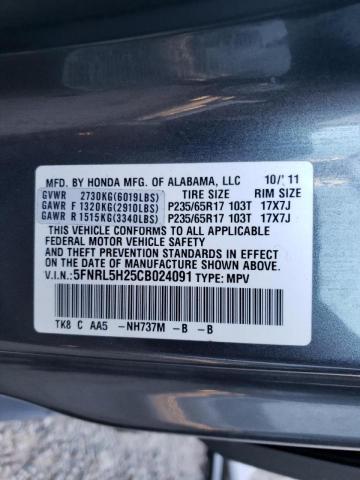 MFD. BY HONDA MFG. OF ALABAMA, LLC 10/ 11
GVWR 2730KG(6019LBS) TIRE SIZE RIM SIZE
GAWR F 1320KG(2910LBS) P235/65R17 103T 17X7J
GAWR R 1515KG(3340LBS) P235/65R17 103T 17X7J
THIS VEHICLE CONFORMS TO ALL APPLICABLE
FEDERAL MOTOR VEHICLE SAFETY AND THEFT
PREVENTION STANDARDS IN EFFECT ON THE DATE
OF MANUFACTURE SHOWN ABOVE.
V.I.N: 5FNRL5H25CB024091 TYPE: MPV
TK8 C AA5 -NH737M -B -B